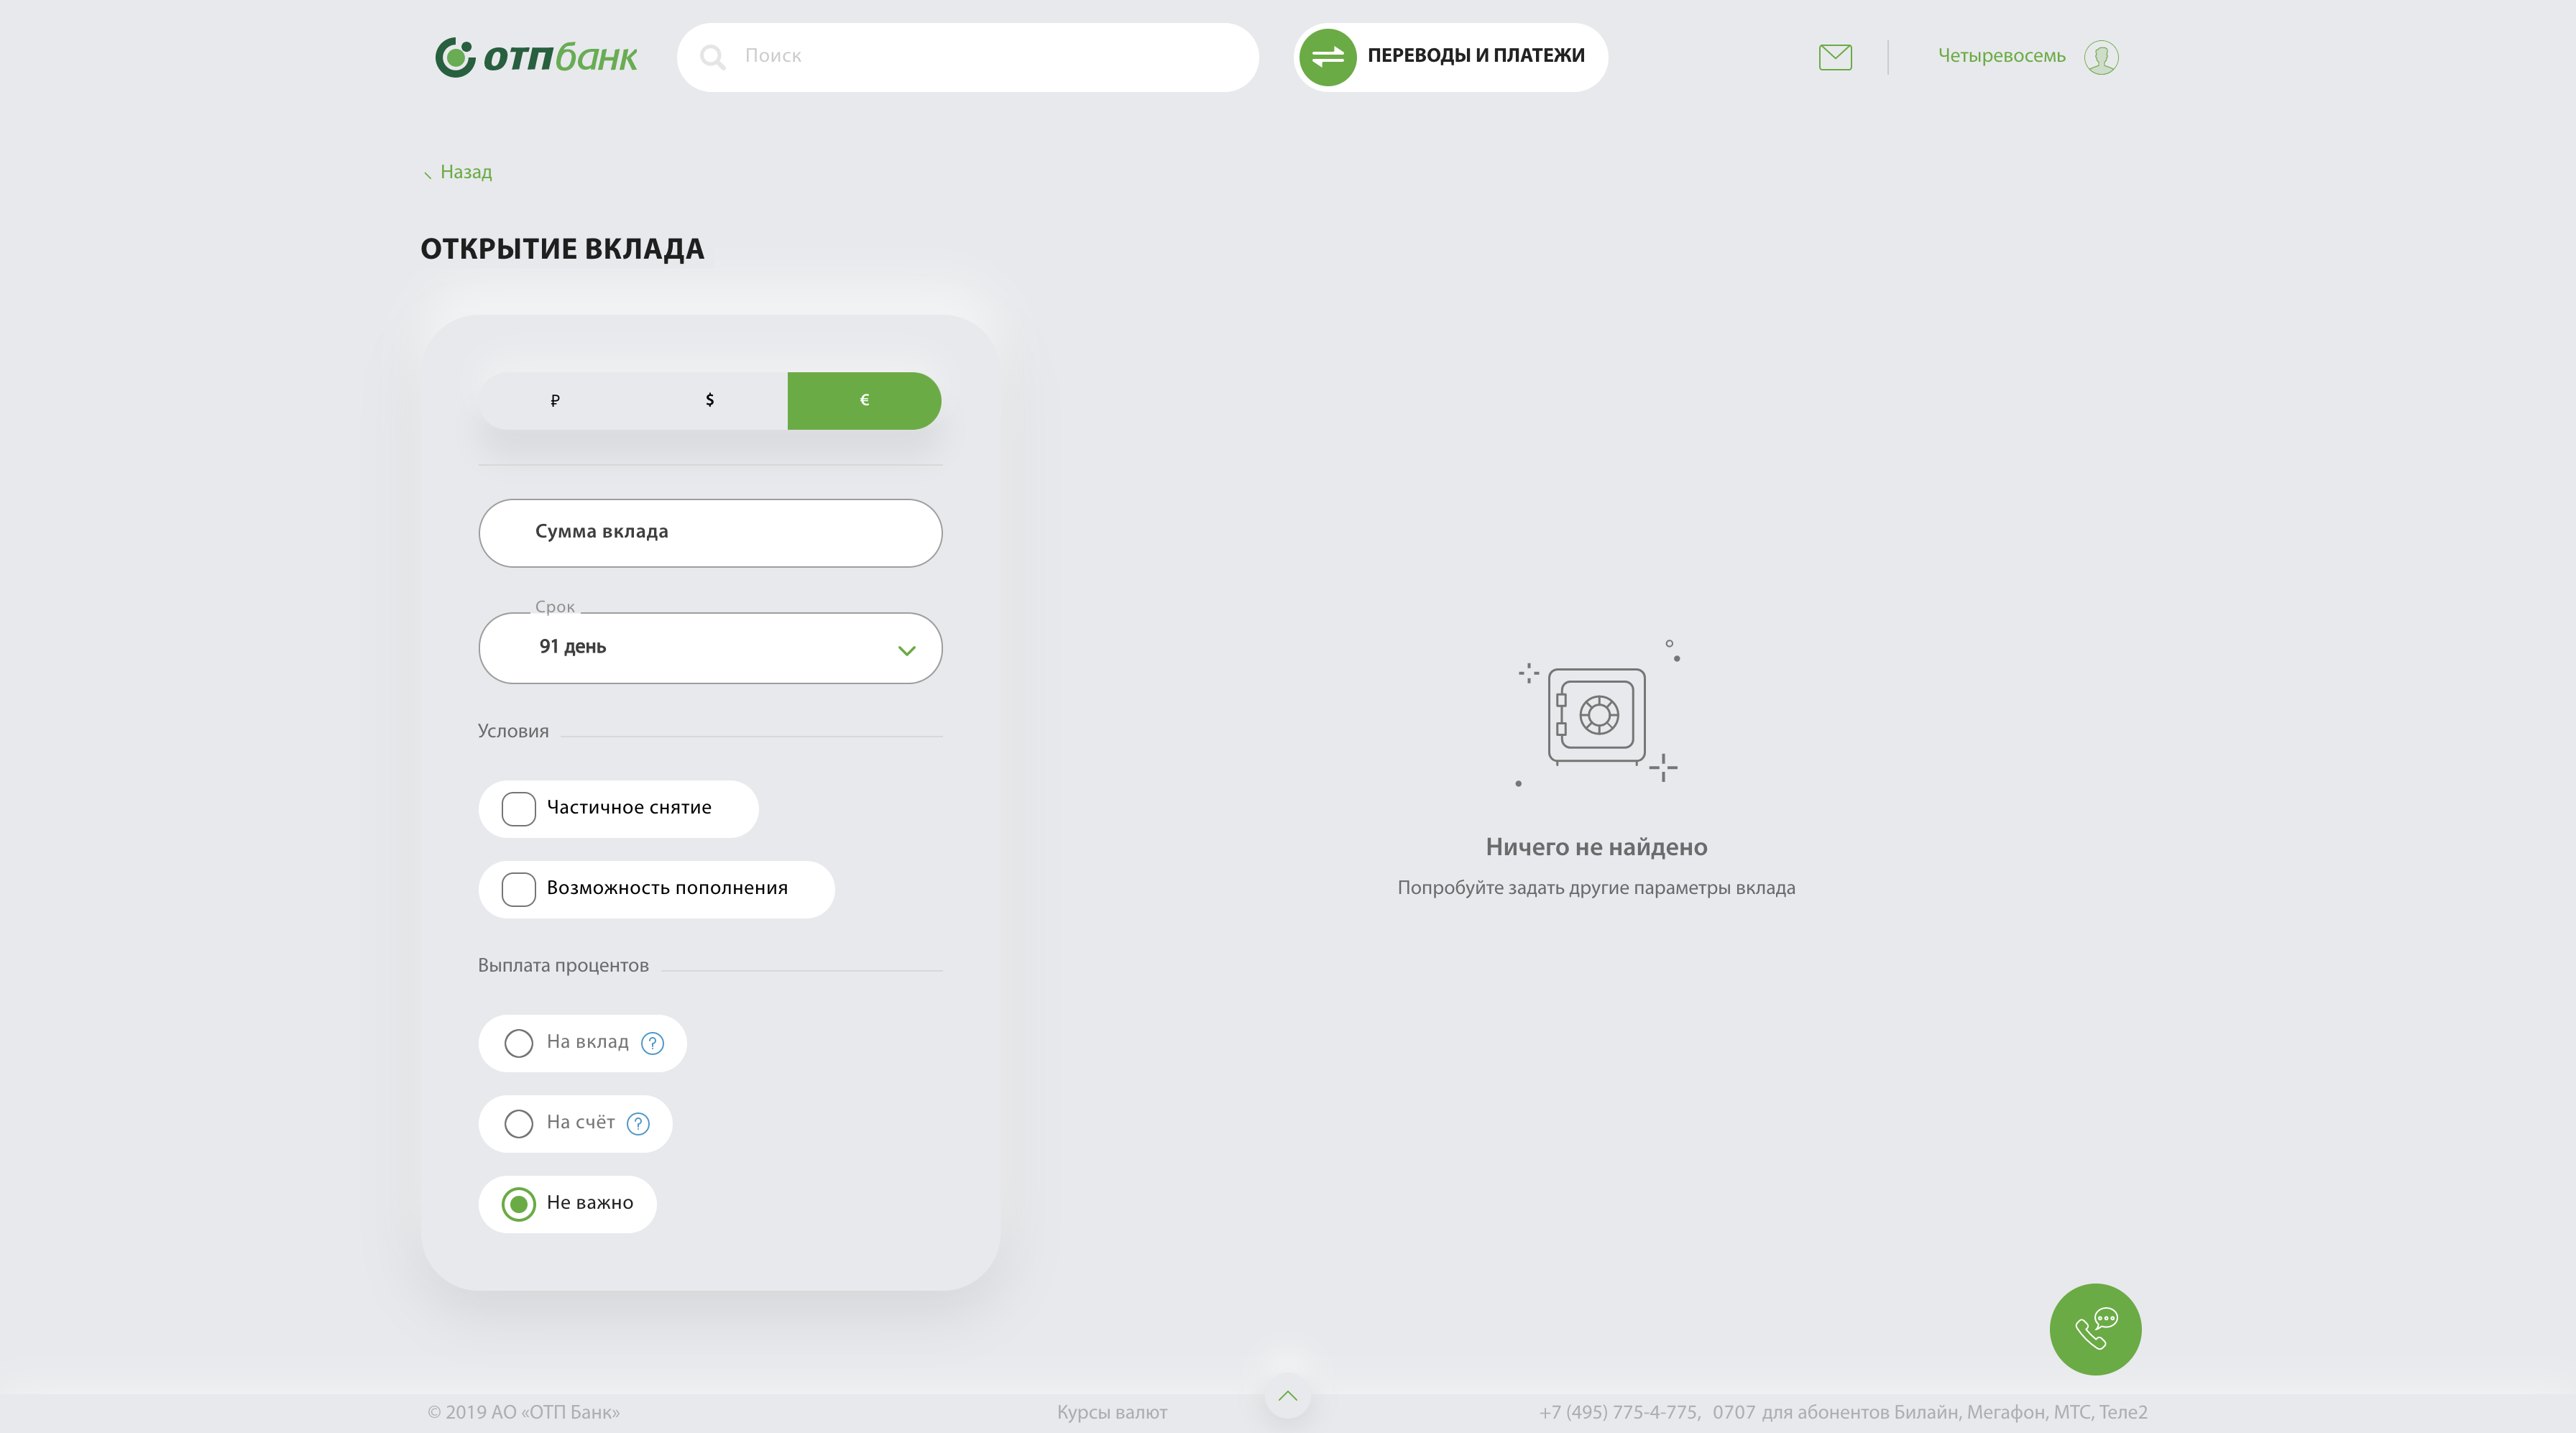 отпбанк
Поиск
ПЕРЕВОДЫ И ПЛАТЕЖИ
Четыревосемь
Назад
ОТКРЫТИЕ ВКЛАДА
₽ $ €
Сумма вклада
Срок
91 день
Условия
Частичное снятие
Возможность пополнения
Выплата процентов
На вклад ?
На счёт ?
Не важно
Ничего не найдено
Попробуйте задать другие параметры вклада
© 2019 АО «ОТП Банк» Курсы валют +7 (495) 775-4-775, 0707 для абонентов Билайн, Мегафон, МТС, Теле2